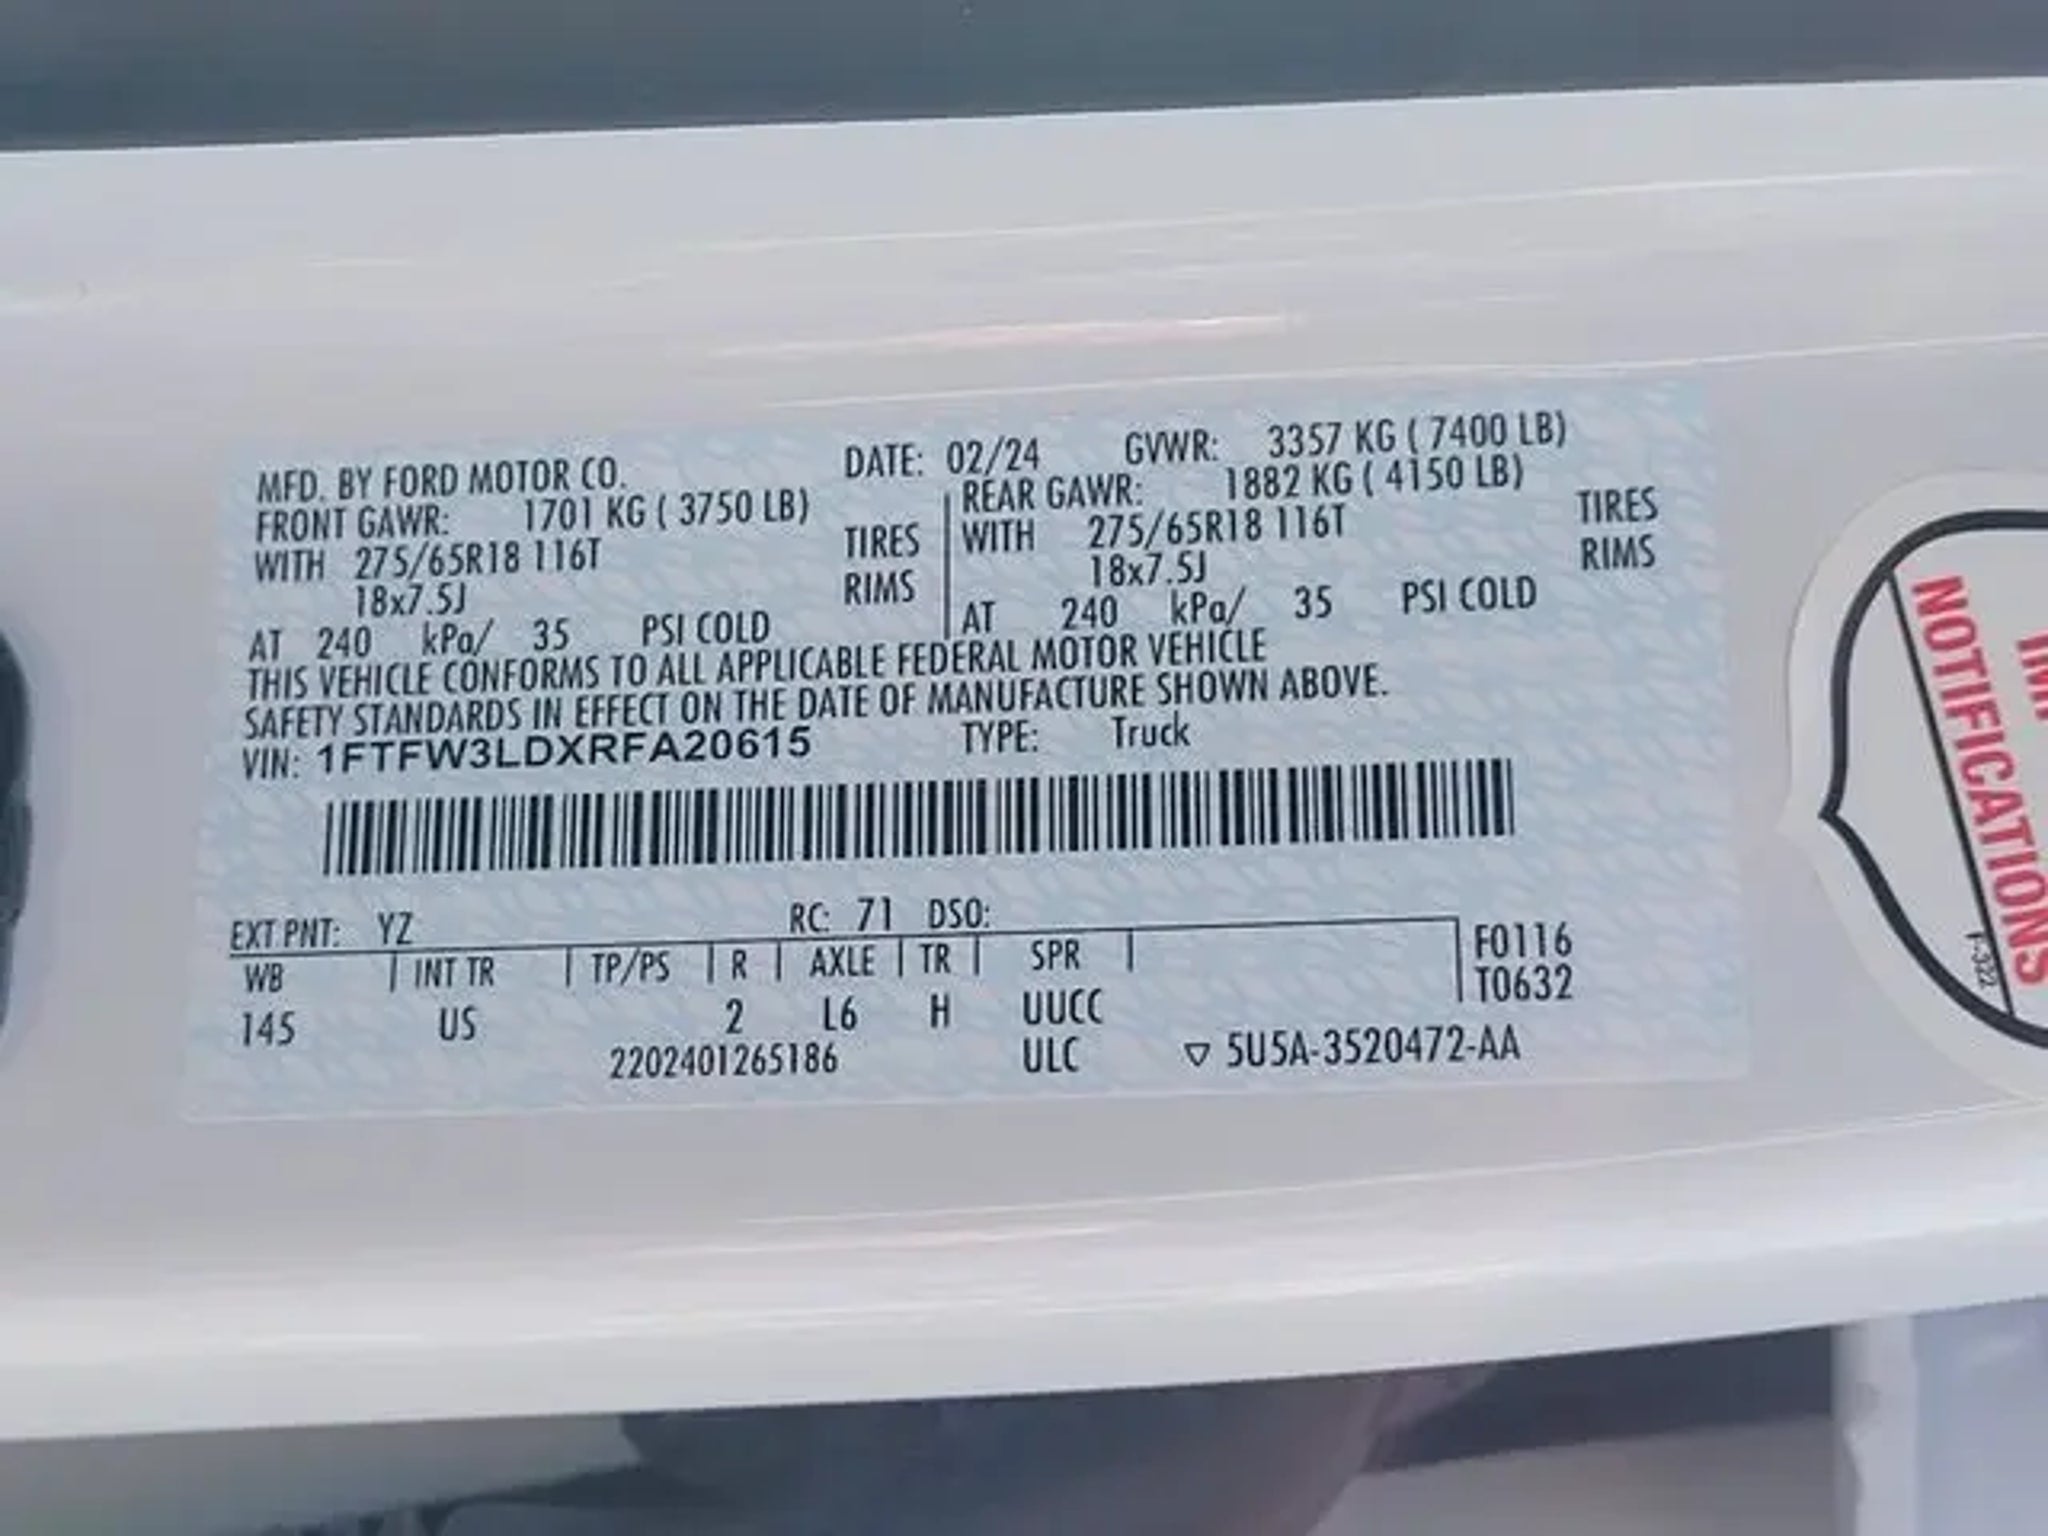 MFD. BY FORD MOTOR CO. DATE: 02/24 GVWR: 3357 KG ( 7400 LB)
FRONT GAWR: 1701 KG ( 3750 LB) REAR GAWR: 1882 KG ( 4150 LB)
WITH 275/65R18 116T TIRES WITH 275/65R18 116T TIRES
18x7.5J RIMS 18x7.5J RIMS
AT 240 kPa/ 35 PSI COLD AT 240 kPa/ 35 PSI COLD
THIS VEHICLE CONFORMS TO ALL APPLICABLE FEDERAL MOTOR VEHICLE
SAFETY STANDARDS IN EFFECT ON THE DATE OF MANUFACTURE SHOWN ABOVE.
VIN: 1FTFW3LDXRFA20615 TYPE: Truck
EXT PNT: YZ RC: 71 DSO:
WB INT TR TP/PS R AXLE TR SPR F0116
T0632
145 US 2 L6 H UUCC
2202401265186 ULC ▽ 5U5A-3520472-AA
NOTIFICATIONS
F-322